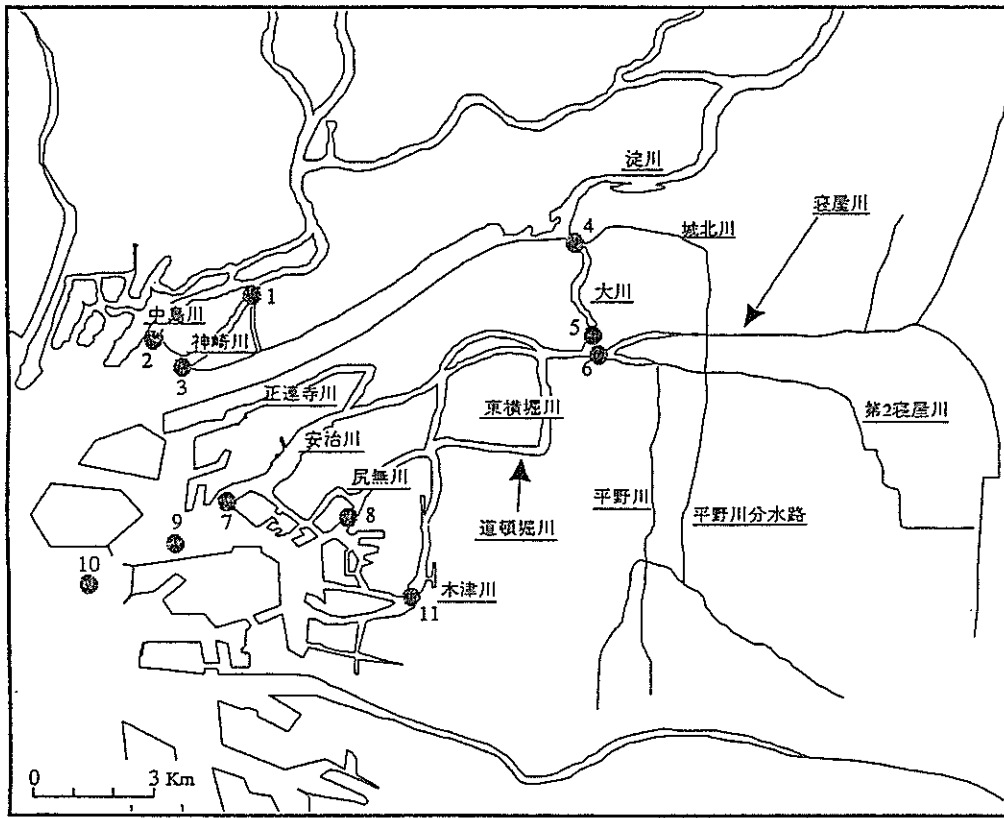 淀川
寝屋川
4
城北川
大川
1
中島川
5
2
神崎川
3
6
正蓮寺川
東横堀川
第2寝屋川
安治川
尻無川
7
8
道頓堀川
平野川
平野川分水路
9
10
木津川
11
0
3 Km